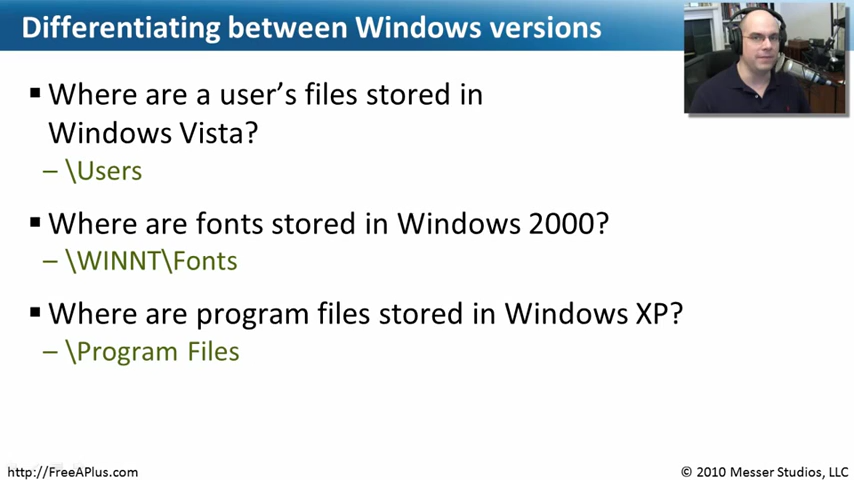 Differentiating between Windows versions
▪ Where are a user's files stored in
Windows Vista?
– \Users
▪ Where are fonts stored in Windows 2000?
– \WINNT\Fonts
▪ Where are program files stored in Windows XP?
– \Program Files
http://FreeAPlus.com
© 2010 Messer Studios, LLC